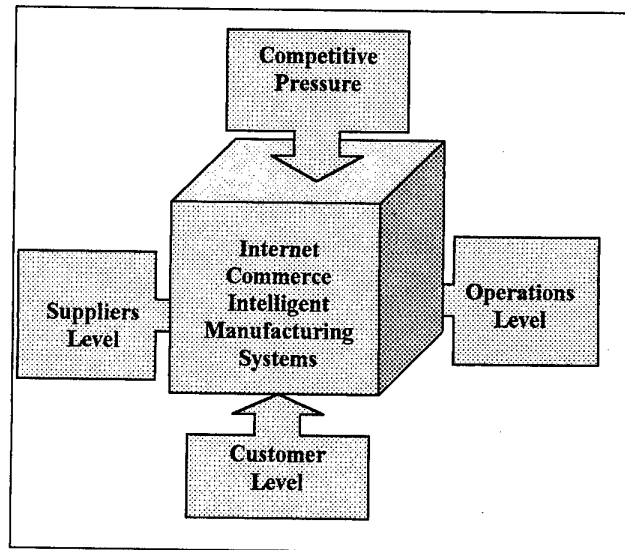 Competitive
Pressure
Internet
Commerce
Intelligent
Manufacturing
Systems
Suppliers
Level
Operations
Level
Customer
Level